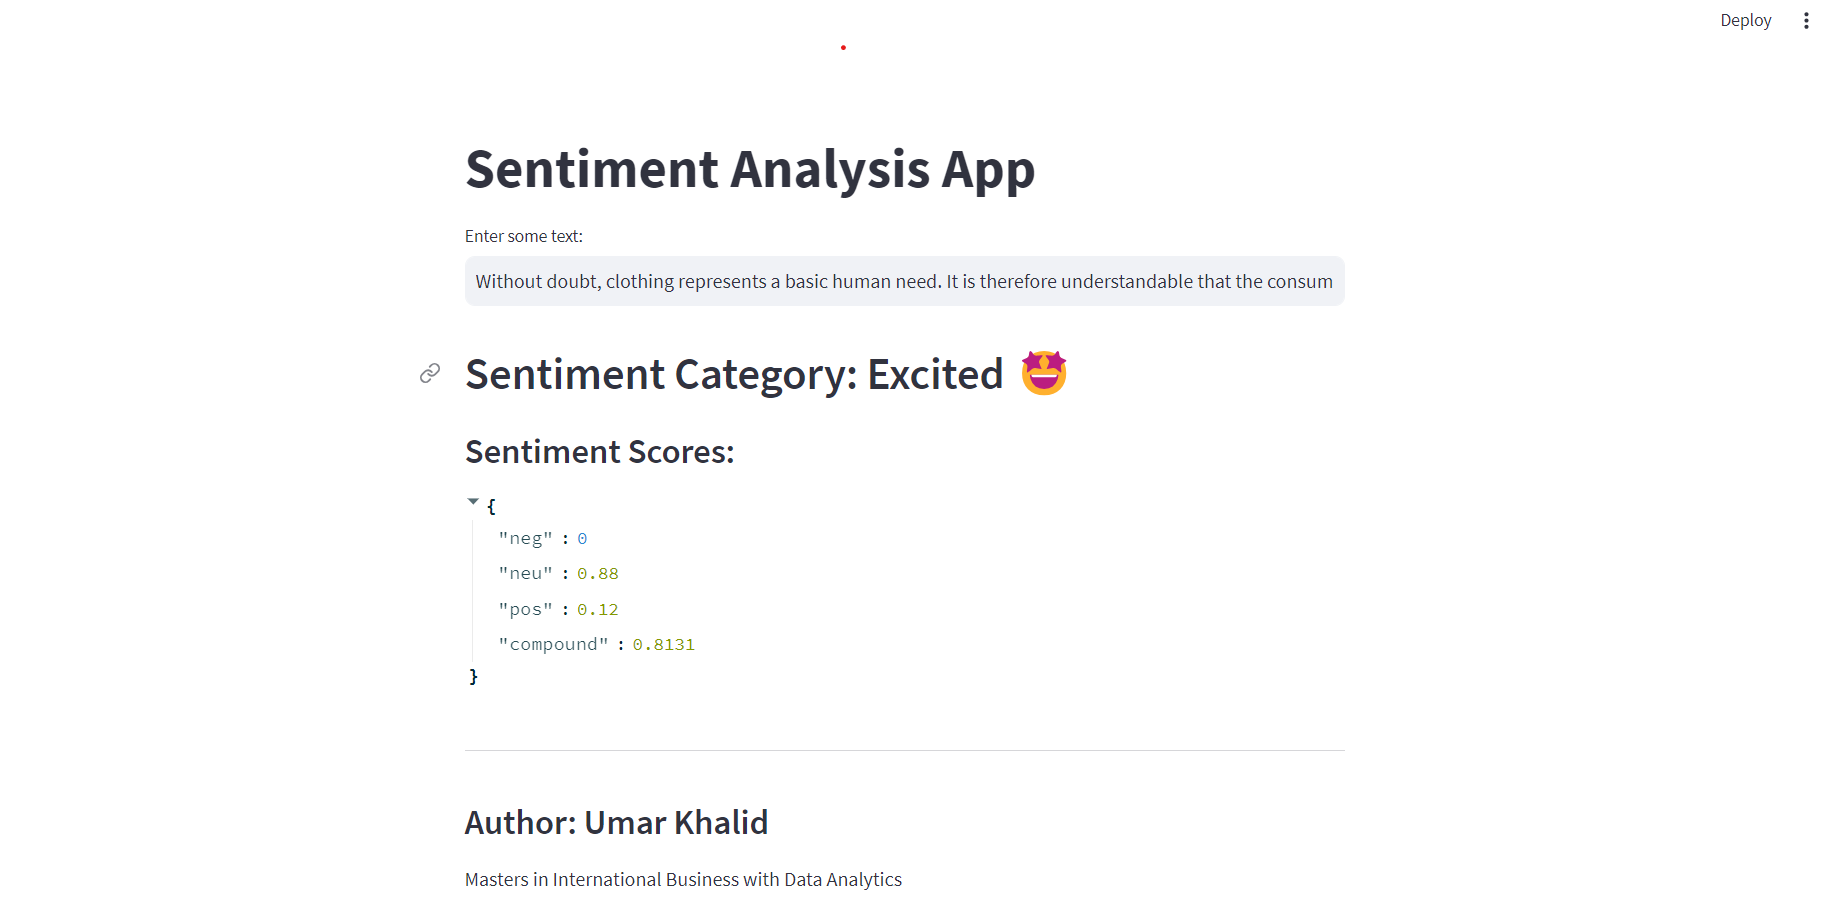 Deploy
Sentiment Analysis App
Enter some text:
Without doubt, clothing represents a basic human need. It is therefore understandable that the consum
Sentiment Category: Excited 🤩
Sentiment Scores:
{
"neg" : 0
"neu" : 0.88
"pos" : 0.12
"compound" : 0.8131
}
Author: Umar Khalid
Masters in International Business with Data Analytics